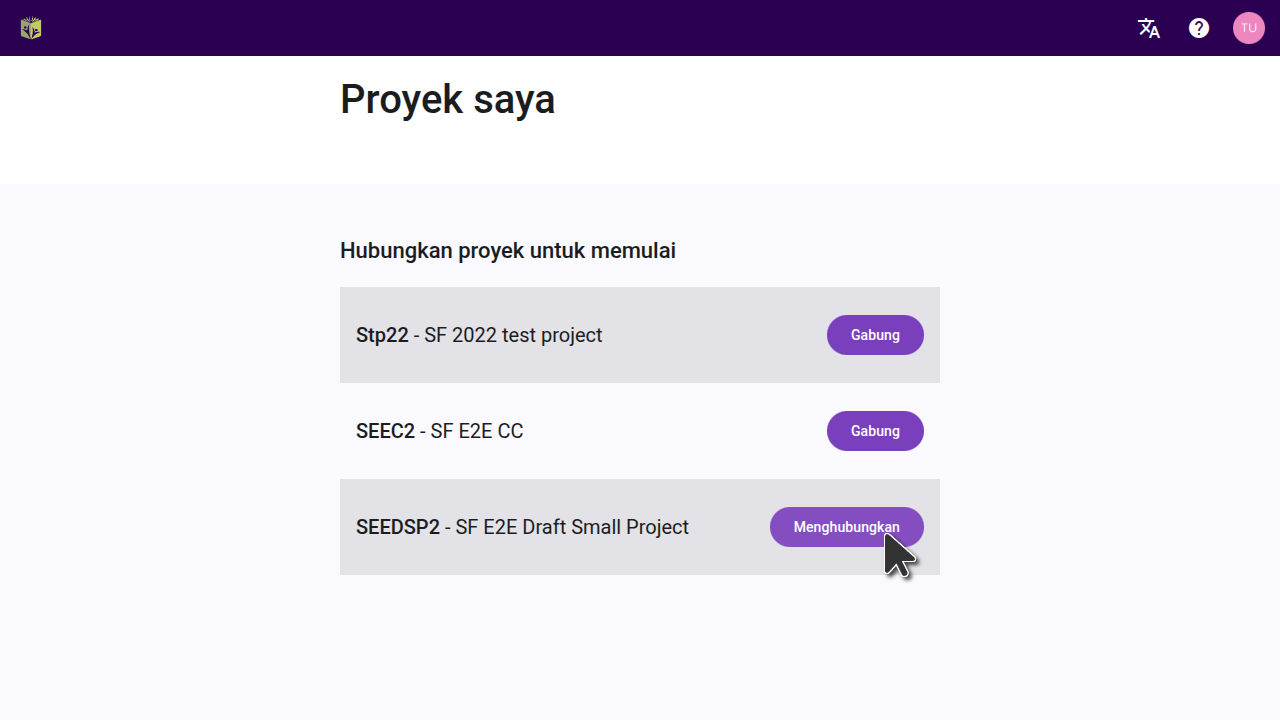 TU
Proyek saya
Hubungkan proyek untuk memulai
Stp22 - SF 2022 test project
Gabung
SEEC2 - SF E2E CC
Gabung
SEEDSP2 - SF E2E Draft Small Project
Menghubungkan